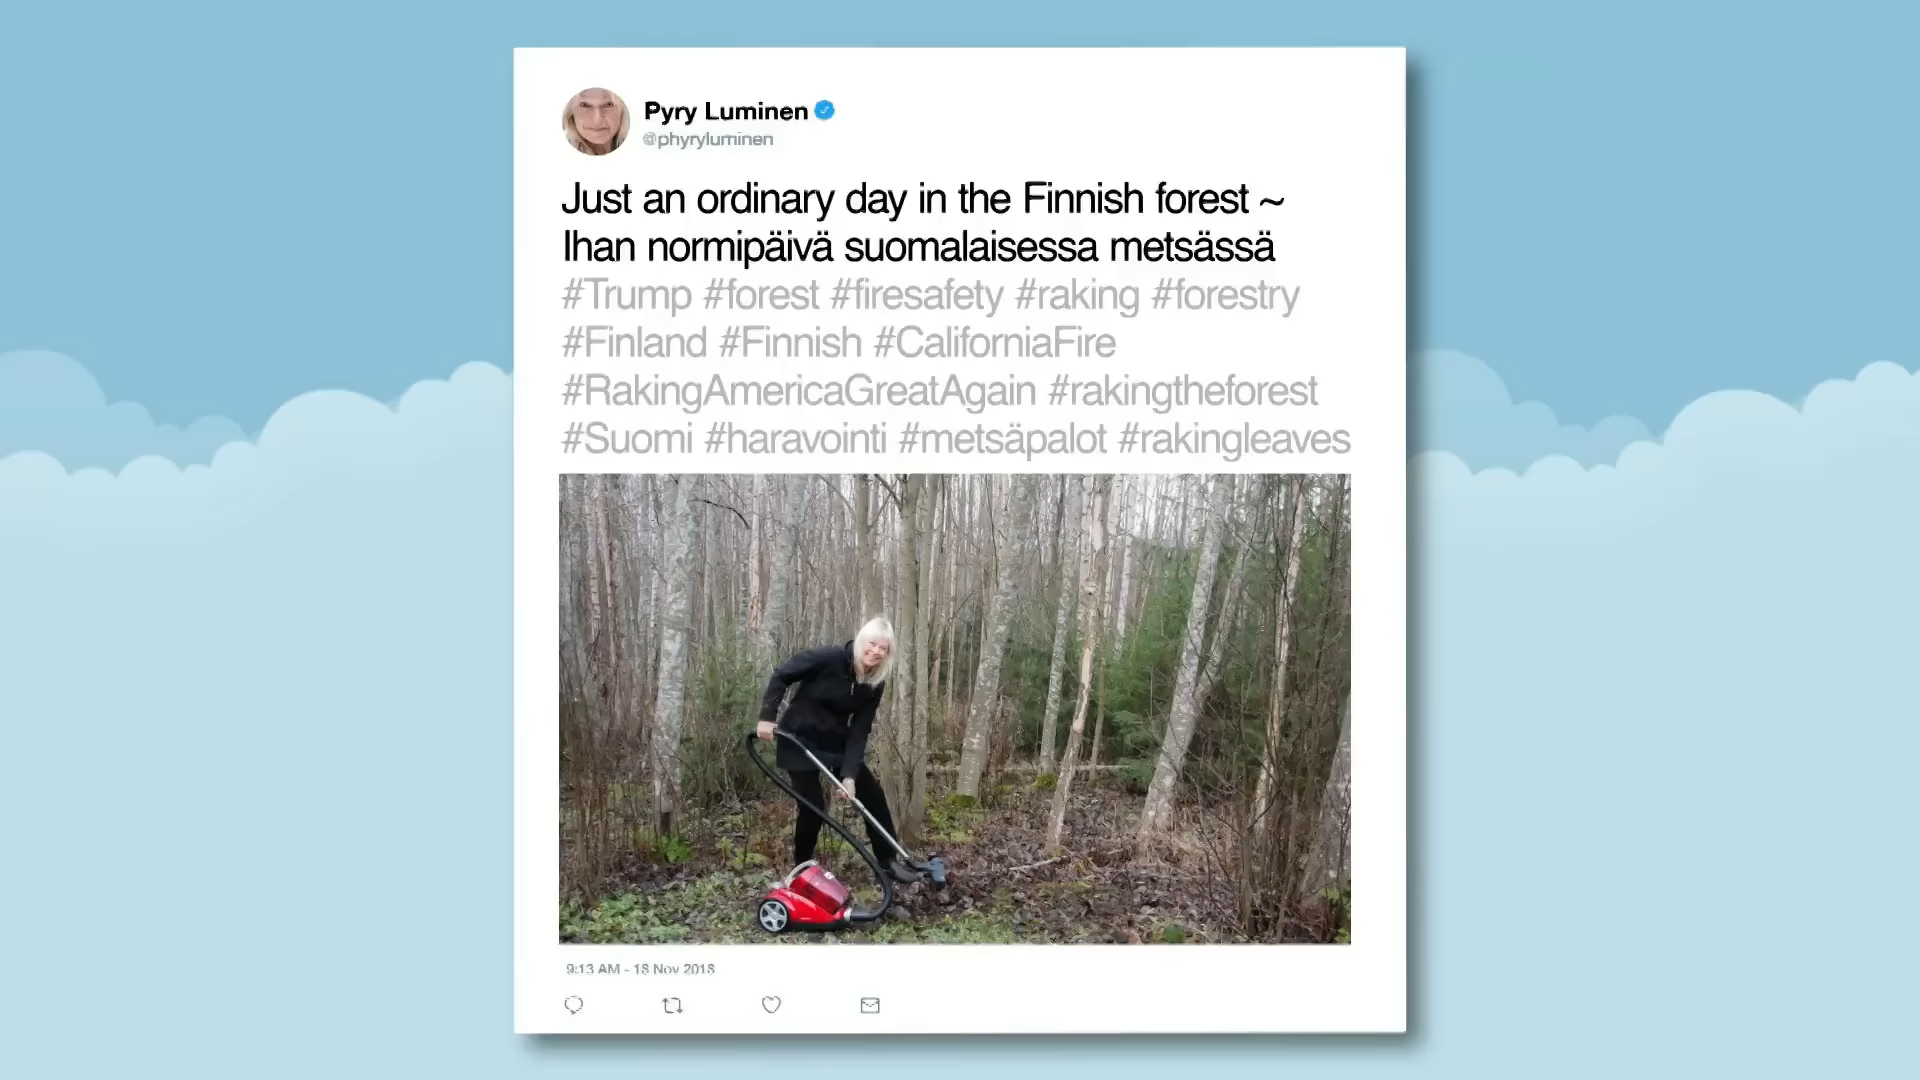 Pyry Luminen
@phyryluminen
Just an ordinary day in the Finnish forest ~
Ihan normipäivä suomalaisessa metsässä
#Trump #forest #firesafety #raking #forestry
#Finland #Finnish #CaliforniaFire
#RakingAmericaGreatAgain #rakingtheforest
#Suomi #haravointi #metsäpalot #rakingleaves
9:13 AM - 18 Nov 2018